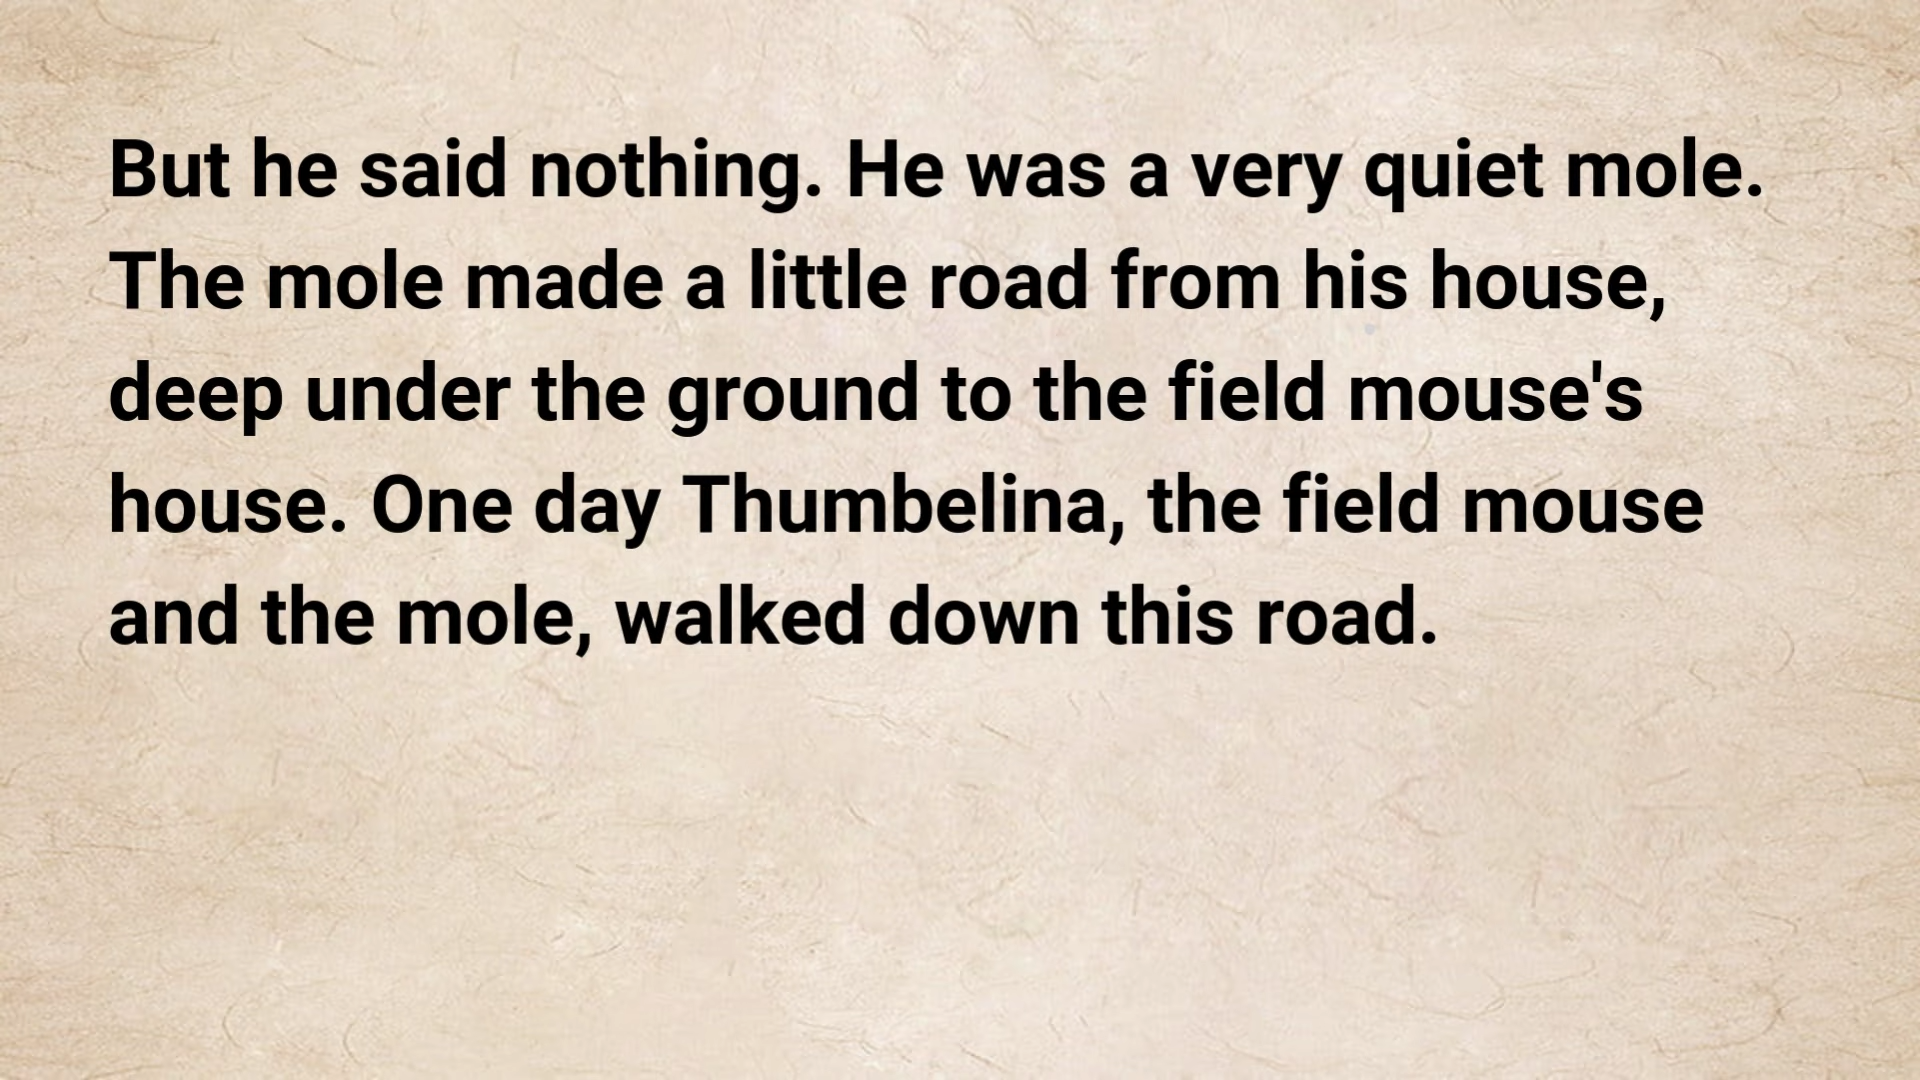 But he said nothing. He was a very quiet mole.
The mole made a little road from his house,
deep under the ground to the field mouse's
house. One day Thumbelina, the field mouse
and the mole, walked down this road.